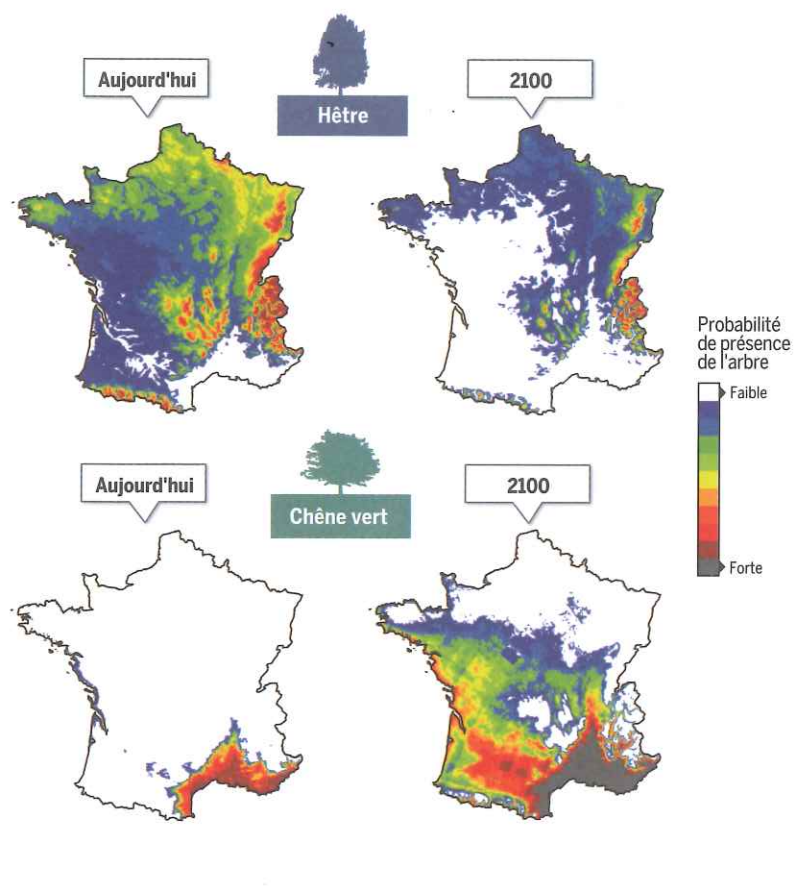 Aujourd'hui
2100
Hêtre
Probabilité
de présence
de l'arbre
Faible
Forte
Aujourd'hui
2100
Chêne vert